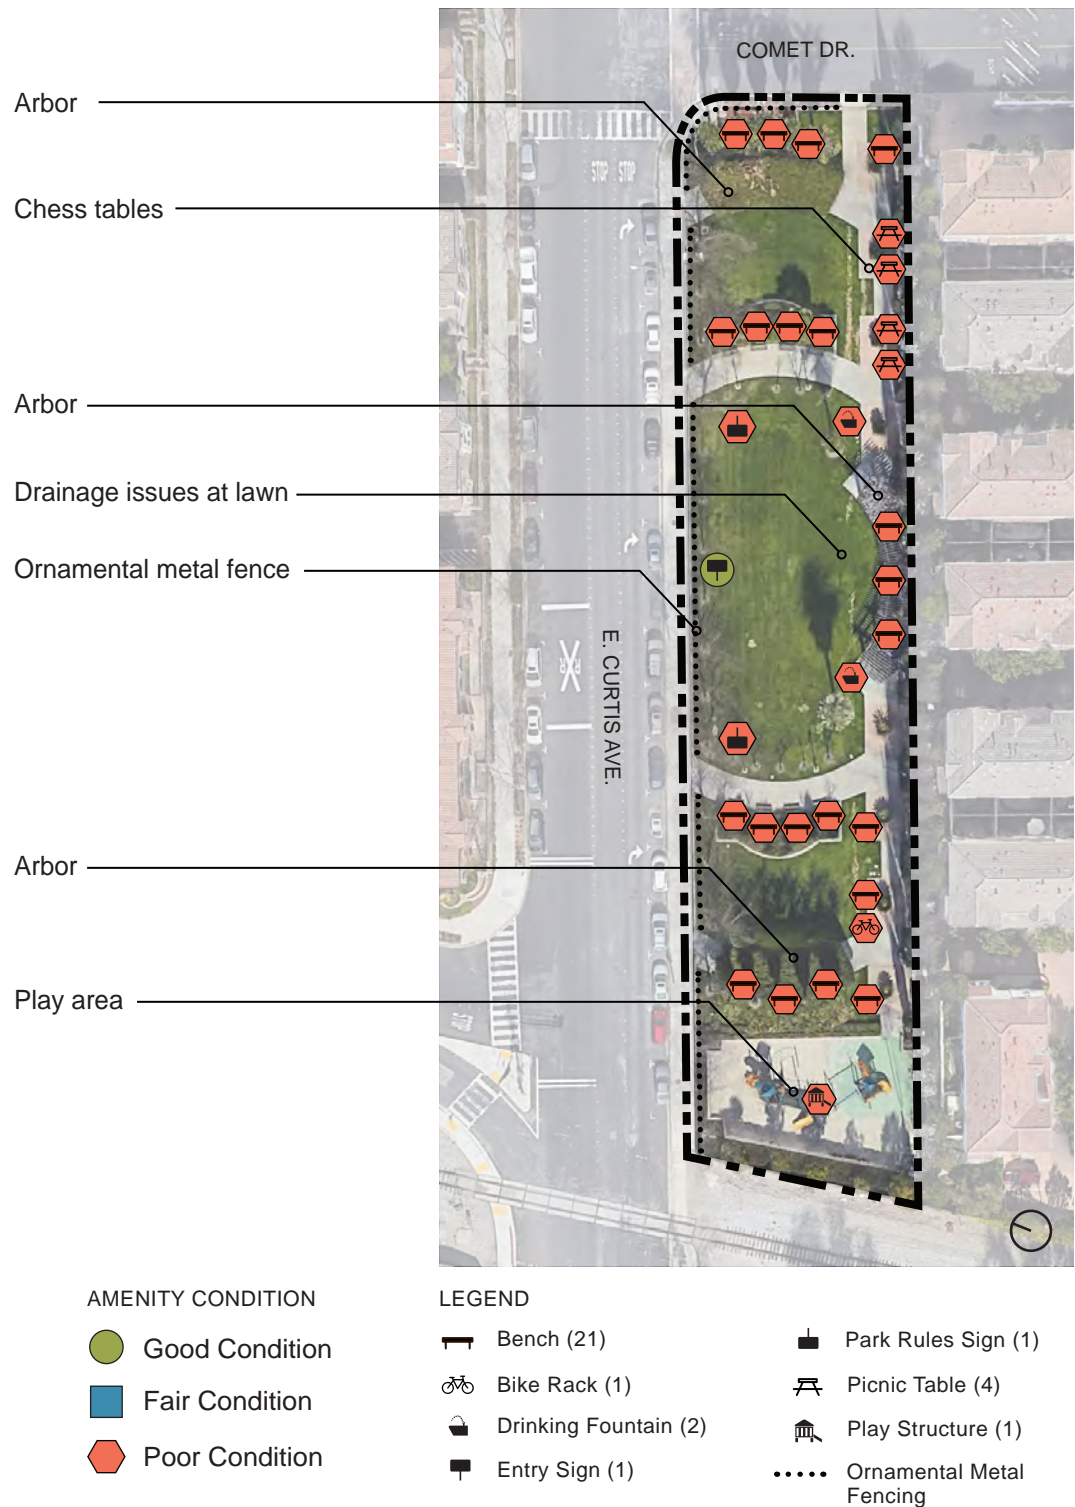 COMET DR.
Arbor
Chess tables
Arbor
Drainage issues at lawn
Ornamental metal fence
E. CURTIS AVE.
Arbor
Play area
STOP STOP
STOP
AMENITY CONDITION
Good Condition
Fair Condition
Poor Condition
LEGEND
Bench (21)
Bike Rack (1)
Drinking Fountain (2)
Entry Sign (1)
Park Rules Sign (1)
Picnic Table (4)
Play Structure (1)
Ornamental Metal
Fencing